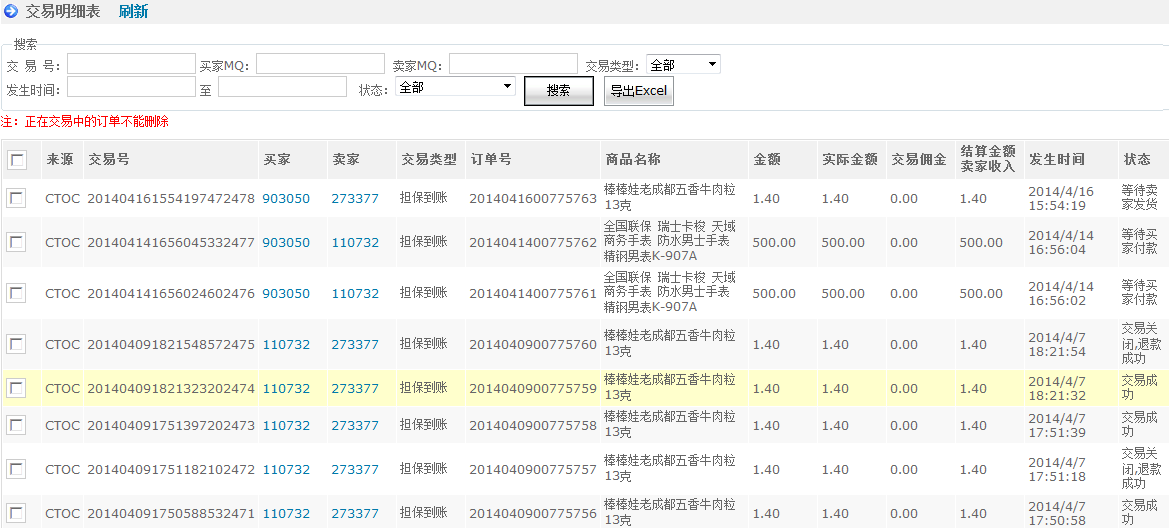 交易明细表 刷新
搜索
交 易 号: 买家MQ: 卖家MQ: 交易类型: 全部
发生时间: 至 状态: 全部 搜索 导出Excel
注：正在交易中的订单不能删除
来源 交易号 买家 卖家 交易类型 订单号 商品名称 金额 实际金额 交易佣金 结算金额 卖家收入 发生时间 状态
CTOC 201404161554197472478 903050 273377 担保到账 2014041600775763 棒棒娃老成都五香牛肉粒 13克 1.40 1.40 0.00 1.40 2014/4/16 15:54:19 等待卖家发货
CTOC 201404141656045332477 903050 110732 担保到账 2014041400775762 全国联保 瑞士卡梭 天域 商务手表 防水男士手表 精钢男表K-907A 500.00 500.00 0.00 500.00 2014/4/14 16:56:04 等待买家付款
CTOC 201404141656024602476 903050 110732 担保到账 2014041400775761 全国联保 瑞士卡梭 天域 商务手表 防水男士手表 精钢男表K-907A 500.00 500.00 0.00 500.00 2014/4/14 16:56:02 等待买家付款
CTOC 201404091821548572475 110732 273377 担保到账 2014040900775760 棒棒娃老成都五香牛肉粒 13克 1.40 1.40 0.00 1.40 2014/4/7 18:21:54 交易关闭,退款成功
CTOC 201404091821323202474 110732 273377 担保到账 2014040900775759 棒棒娃老成都五香牛肉粒 13克 1.40 1.40 0.00 1.40 2014/4/7 18:21:32 交易成功
CTOC 201404091751397202473 110732 273377 担保到账 2014040900775758 棒棒娃老成都五香牛肉粒 13克 1.40 1.40 0.00 1.40 2014/4/7 17:51:39 交易成功
CTOC 201404091751182102472 110732 273377 担保到账 2014040900775757 棒棒娃老成都五香牛肉粒 13克 1.40 1.40 0.00 1.40 2014/4/7 17:51:18 交易关闭,退款成功
CTOC 201404091750588532471 110732 273377 担保到账 2014040900775756 棒棒娃老成都五香牛肉粒 13克 1.40 1.40 0.00 1.40 2014/4/7 17:50:58 交易成功